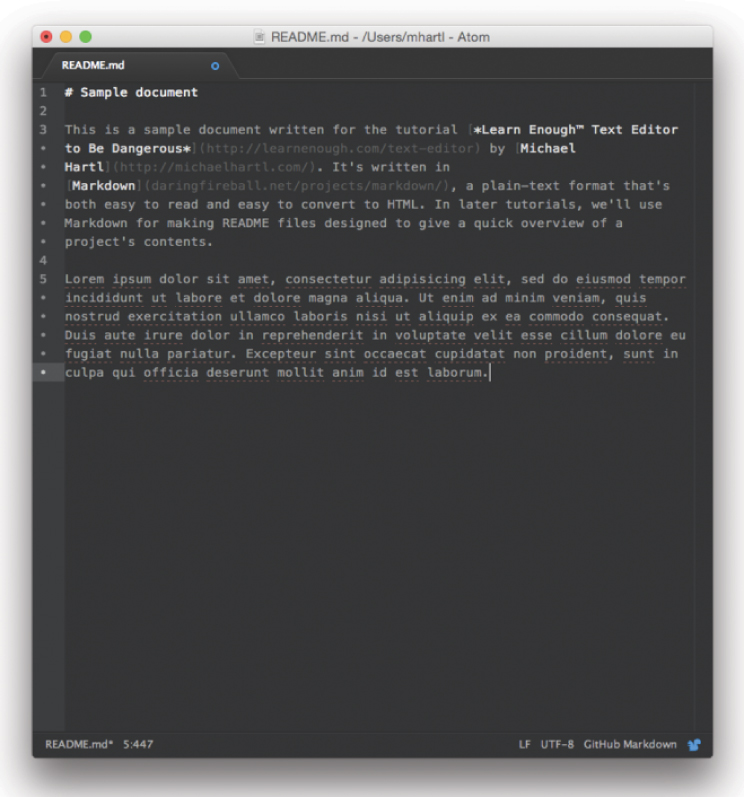 README.md - /Users/mhartl - Atom
README.md
1 # Sample document
2
3 This is a sample document written for the tutorial [*Learn Enough™ Text Editor
• to Be Dangerous*](http://learnenough.com/text-editor) by [Michael
• Hartl](http://michaelhartl.com/). It's written in
• [Markdown](daringfireball.net/projects/markdown/), a plain-text format that's
• both easy to read and easy to convert to HTML. In later tutorials, we'll use
• Markdown for making README files designed to give a quick overview of a
• project's contents.
4
5 Lorem ipsum dolor sit amet, consectetur adipisicing elit, sed do eiusmod tempor
• incididunt ut labore et dolore magna aliqua. Ut enim ad minim veniam, quis
• nostrud exercitation ullamco laboris nisi ut aliquip ex ea commodo consequat.
• Duis aute irure dolor in reprehenderit in voluptate velit esse cillum dolore eu
• fugiat nulla pariatur. Excepteur sint occaecat cupidatat non proident, sunt in
• culpa qui officia deserunt mollit anim id est laborum.
README.md* 5:447 LF UTF-8 GitHub Markdown